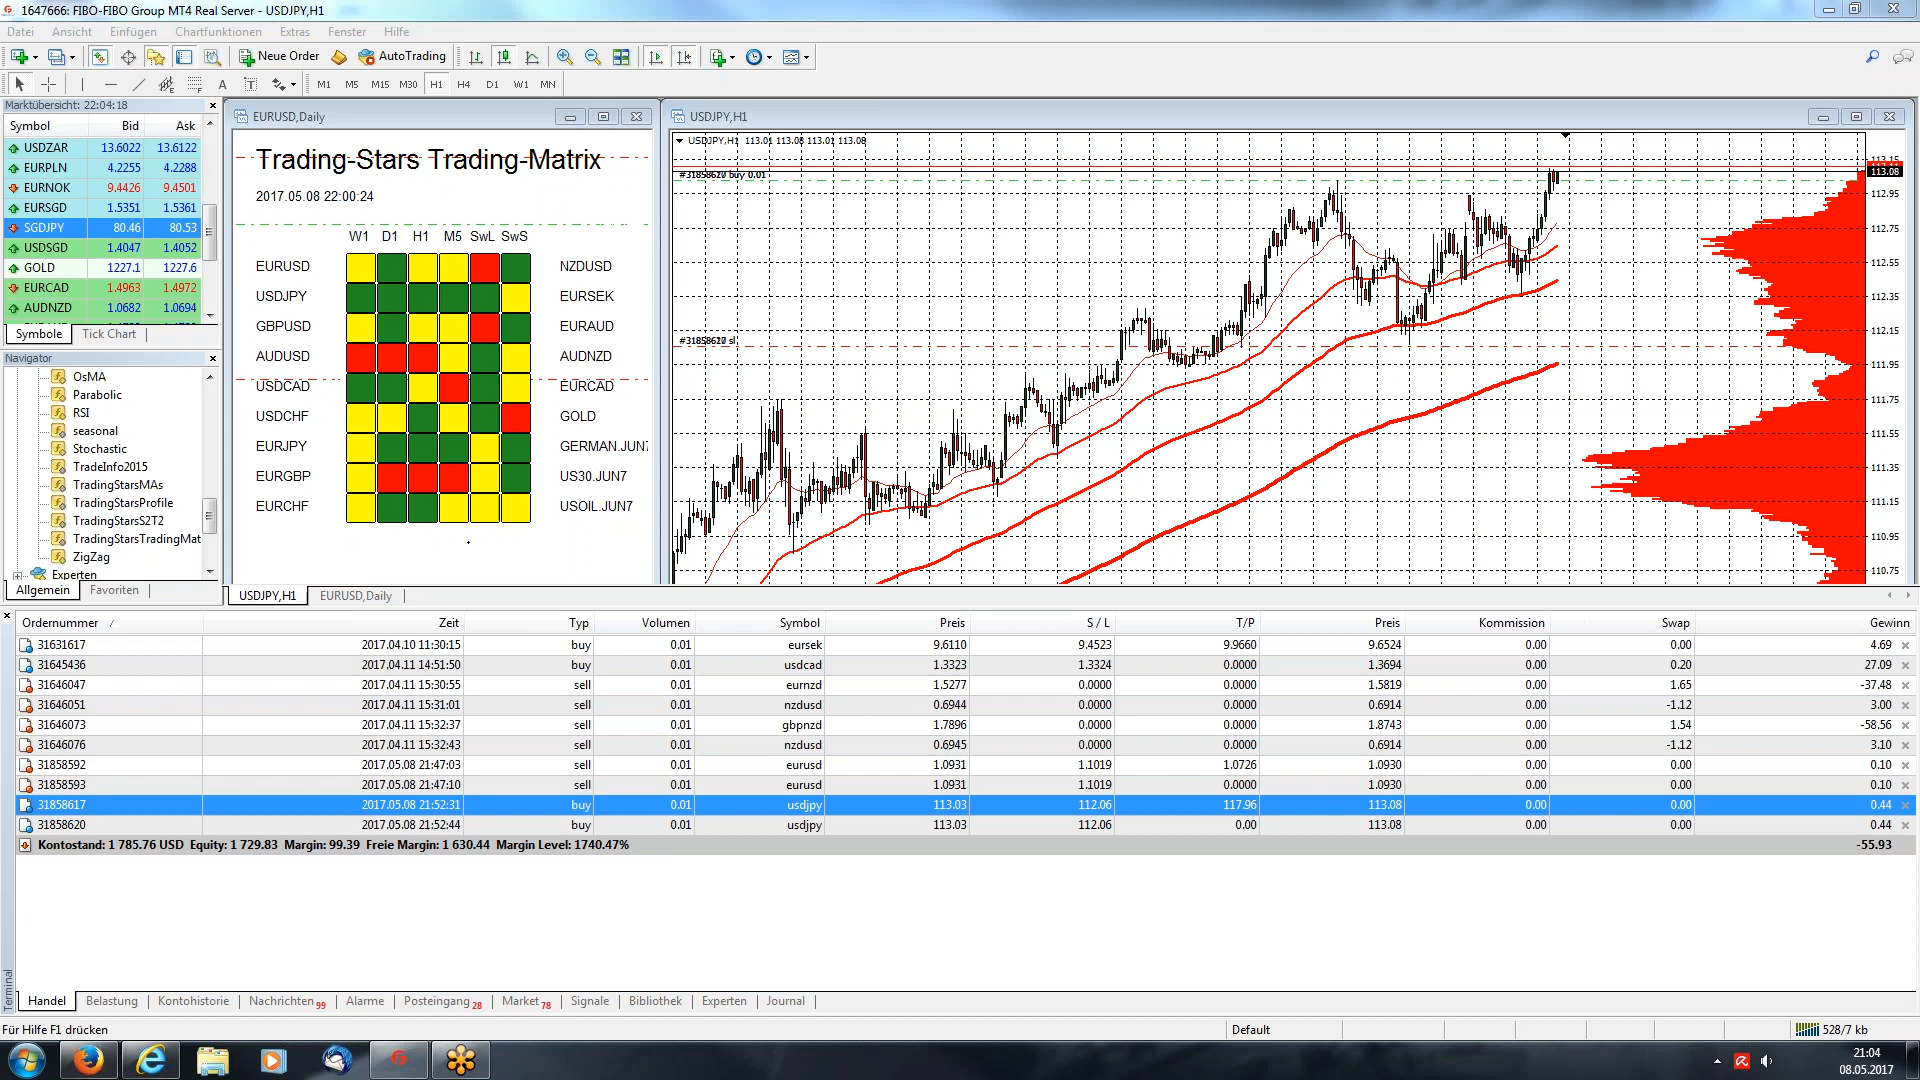 1647666: FIBO-FIBO Group MT4 Real Server - USDJPY,H1
Datei Ansicht Einfügen Chartfunktionen Extras Fenster Hilfe
Neue Order AutoTrading
M1 M5 M15 M30 H1 H4 D1 W1 MN
Marktübersicht: 22:04:18
Symbol Bid Ask
USDZAR 13.6022 13.6122
EURPLN 4.2255 4.2288
EURNOK 9.4426 9.4501
EURSGD 1.5351 1.5361
SGDJPY 80.46 80.53
USDSGD 1.4047 1.4052
GOLD 1227.1 1227.6
EURCAD 1.4963 1.4972
AUDNZD 1.0682 1.0694
Symbole Tick Chart
Navigator
OsMA
Parabolic
RSI
seasonal
Stochastic
TradeInfo2015
TradingStarsMAs
TradingStarsProfile
TradingStarsS2T2
TradingStarsTradingMat
ZigZag
Experten
Allgemein Favoriten
EURUSD,Daily
Trading-Stars Trading-Matrix
2017.05.08 22:00:24
W1 D1 H1 M5 SwL SwS
EURUSD NZDUSD
USDJPY EURSEK
GBPUSD EURAUD
AUDUSD AUDNZD
USDCAD EURCAD
USDCHF GOLD
EURJPY GERMAN.JUN7
EURGBP US30.JUN7
EURCHF USOIL.JUN7
USDJPY,H1
USDJPY,H1 113.01 113.08 113.01 113.08
buy 0.01
sl
113.15
113.08
112.95
112.75
112.55
112.35
112.15
111.95
111.75
111.55
111.35
111.15
110.95
110.75
USDJPY,H1 EURUSD,Daily
Ordernummer / Zeit Typ Volumen Symbol Preis S / L T/P Preis Kommission Swap Gewinn
31631617 2017.04.10 11:30:15 buy 0.01 eursek 9.6110 9.4523 9.9660 9.6524 0.00 0.00 4.69
31645436 2017.04.11 14:51:50 buy 0.01 usdcad 1.3323 1.3324 0.0000 1.3694 0.00 0.20 27.09
31646047 2017.04.11 15:30:55 sell 0.01 eurnzd 1.5277 0.0000 0.0000 1.5819 0.00 1.65 -37.48
31646051 2017.04.11 15:31:01 sell 0.01 nzdusd 0.6944 0.0000 0.0000 0.6914 0.00 -1.12 3.00
31646073 2017.04.11 15:32:37 sell 0.01 gbpnzd 1.7896 0.0000 0.0000 1.8743 0.00 1.54 -58.56
31646076 2017.04.11 15:32:43 sell 0.01 nzdusd 0.6945 0.0000 0.0000 0.6914 0.00 -1.12 3.10
31858592 2017.05.08 21:47:03 sell 0.01 eurusd 1.0931 1.1019 1.0726 1.0930 0.00 0.00 0.10
31858593 2017.05.08 21:47:10 sell 0.01 eurusd 1.0931 1.1019 0.0000 1.0930 0.00 0.00 0.10
31858617 2017.05.08 21:52:31 buy 0.01 usdjpy 113.03 112.06 117.96 113.08 0.00 0.00 0.44
31858620 2017.05.08 21:52:44 buy 0.01 usdjpy 113.03 112.06 0.00 113.08 0.00 0.00 0.44
Kontostand: 1 785.76 USD Equity: 1 729.83 Margin: 99.39 Freie Margin: 1 630.44 Margin Level: 1740.47% -55.93
Terminal
Handel Belastung Kontohistorie Nachrichten 99 Alarme Posteingang 28 Market 78 Signale Bibliothek Experten Journal
Für Hilfe F1 drücken Default 528/7 kb
21:04
08.05.2017